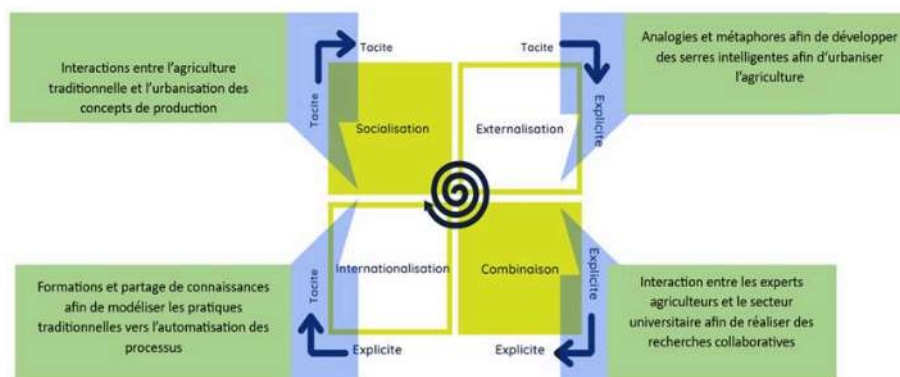 Interactions entre l'agriculture
traditionnelle et l'urbanisation des
concepts de production
Tacite
Tacite
Socialisation
Tacite
Explicite
Externalisation
Analogies et métaphores afin de développer
des serres intelligentes afin d'urbaniser
l'agriculture
Formations et partage de connaissances
afin de modéliser les pratiques
traditionnelles vers l'automatisation des
processus
Tacite
Explicite
Internationalisation
Combinaison
Explicite
Explicite
Interaction entre les experts
agriculteurs et le secteur
universitaire afin de réaliser des
recherches collaboratives